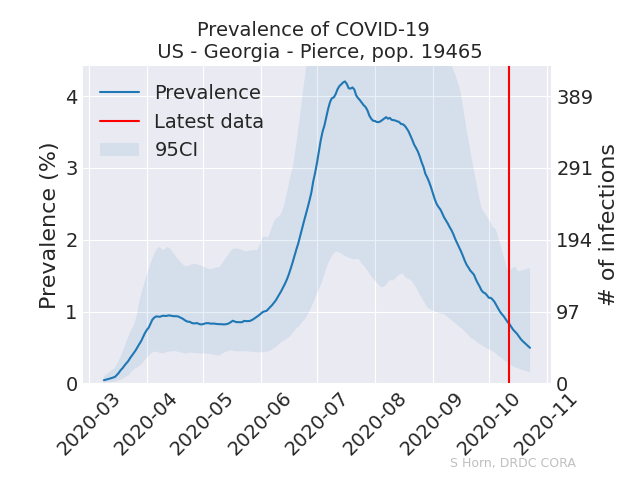 Prevalence of COVID-19
US - Georgia - Pierce, pop. 19465
Prevalence
Latest data
95CI
Prevalence (%)
4
3
2
1
0
# of infections
389
291
194
97
0
2020-03
2020-04
2020-05
2020-06
2020-07
2020-08
2020-09
2020-10
2020-11
S Horn, DRDC CORA